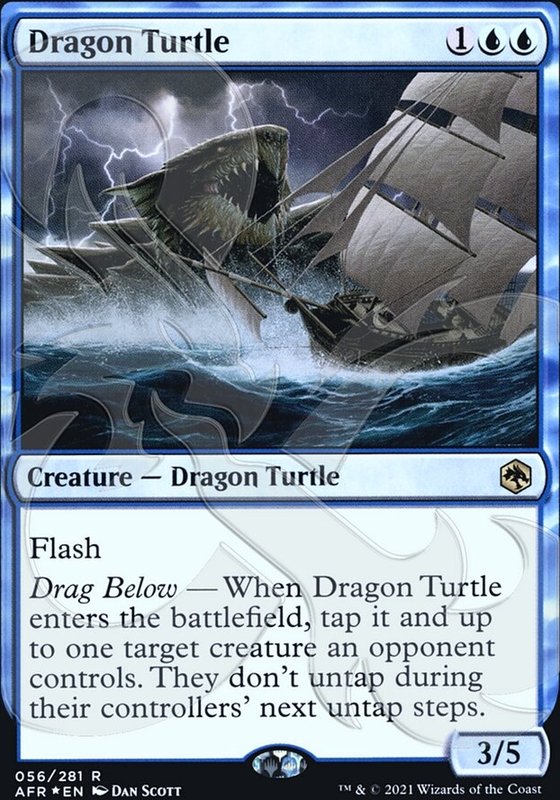 Dragon Turtle 1
Creature — Dragon Turtle
Flash
Drag Below — When Dragon Turtle
enters the battlefield, tap it and up
to one target creature an opponent
controls. They don't untap during
their controllers' next untap steps.
3/5
056/281 R
AFR ★ EN Dan Scott
™ & © 2021 Wizards of the Coast